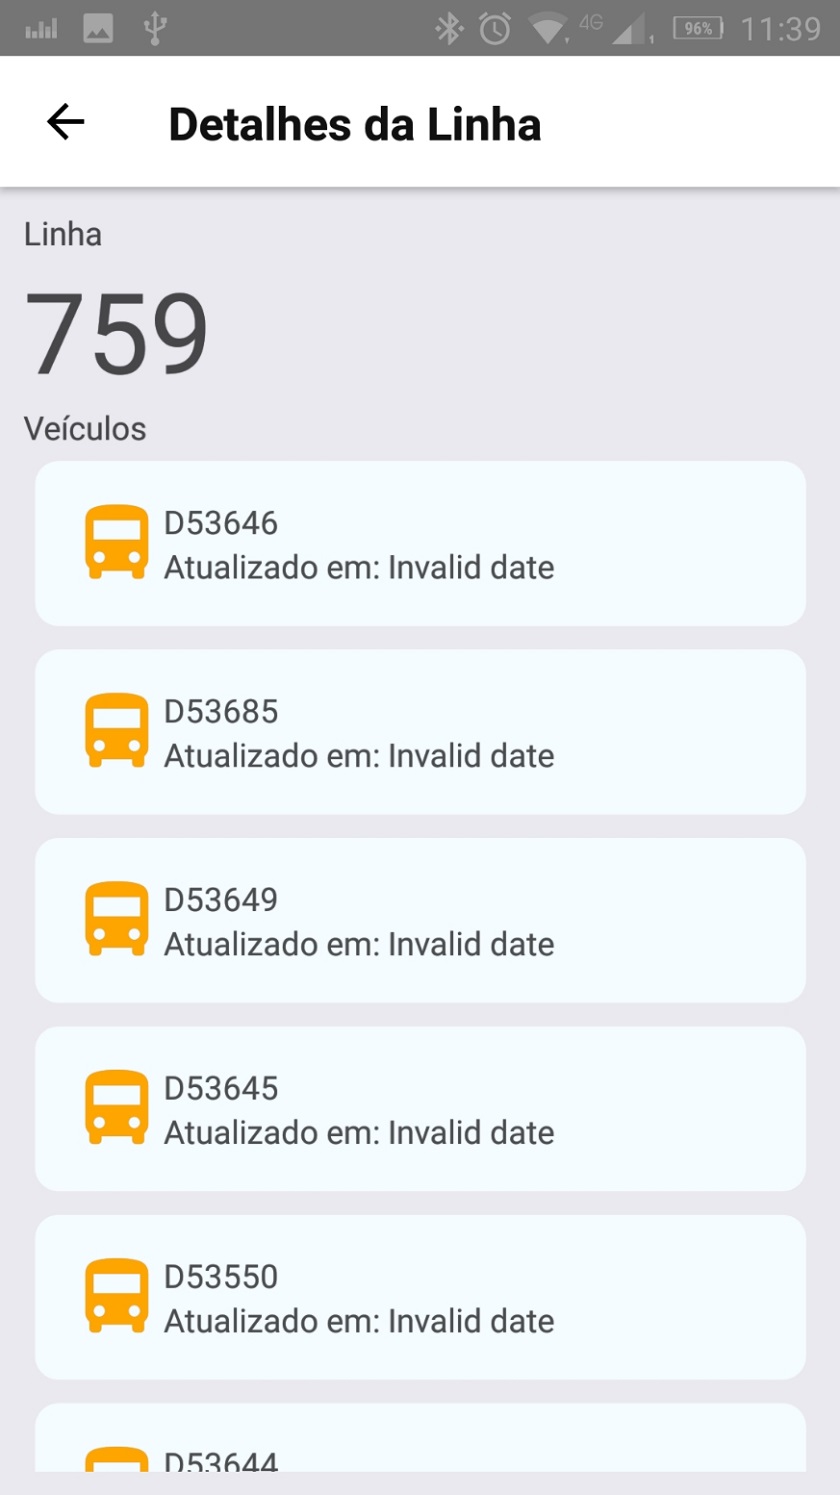 4G 96% 11:39
Detalhes da Linha
Linha
759
Veículos
D53646
Atualizado em: Invalid date
D53685
Atualizado em: Invalid date
D53649
Atualizado em: Invalid date
D53645
Atualizado em: Invalid date
D53550
Atualizado em: Invalid date
D53644